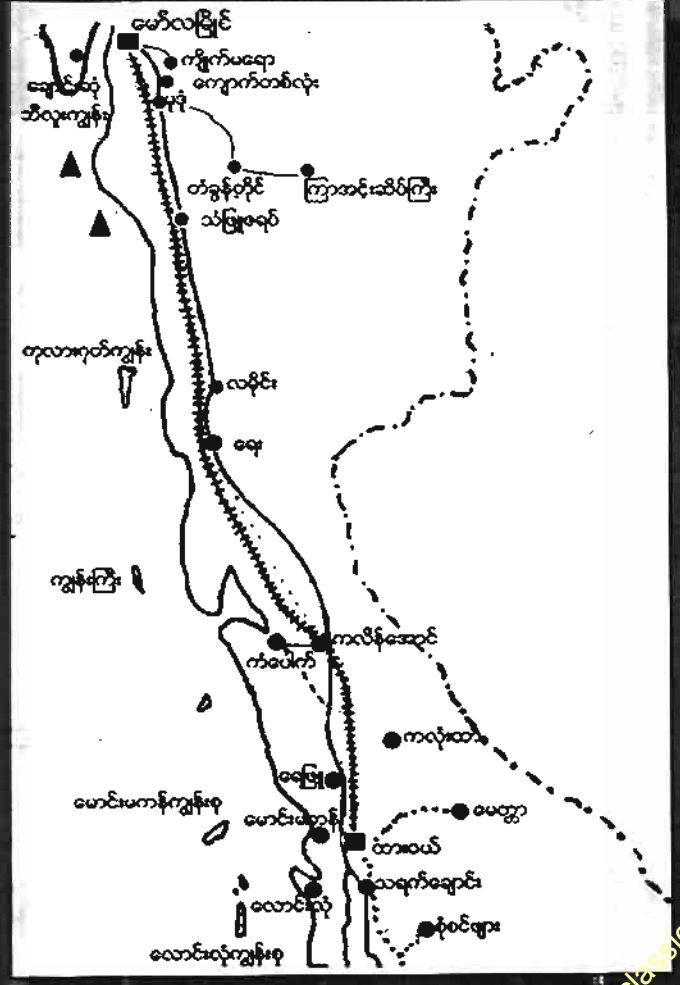 မော်လမြိုင်
ကျိုက်မရော
ချောင်းဆုံ
ကျောက်တစ်လုံး
မုဒုံ
ဘီလူးကျွန်း
တံခွန်တိုင်
ကြာအင်းဆိပ်ကြီး
သံဖြူဇရပ်
ကုလားဂုတ်ကျွန်း
လမိုင်း
ရေး
ကျွန်းကြီး
ကလိန်အောင်
ကံပေါက်
ကလုံးထာ
ရေဖြူ
မောင်းမကန်ကျွန်းစု
မောင်းမကန်
မေတ္တာ
ထားဝယ်
သရက်ချောင်း
လောင်းလုံ
စုံစင်ဖျား
လောင်းလုံကျွန်းစု
classic